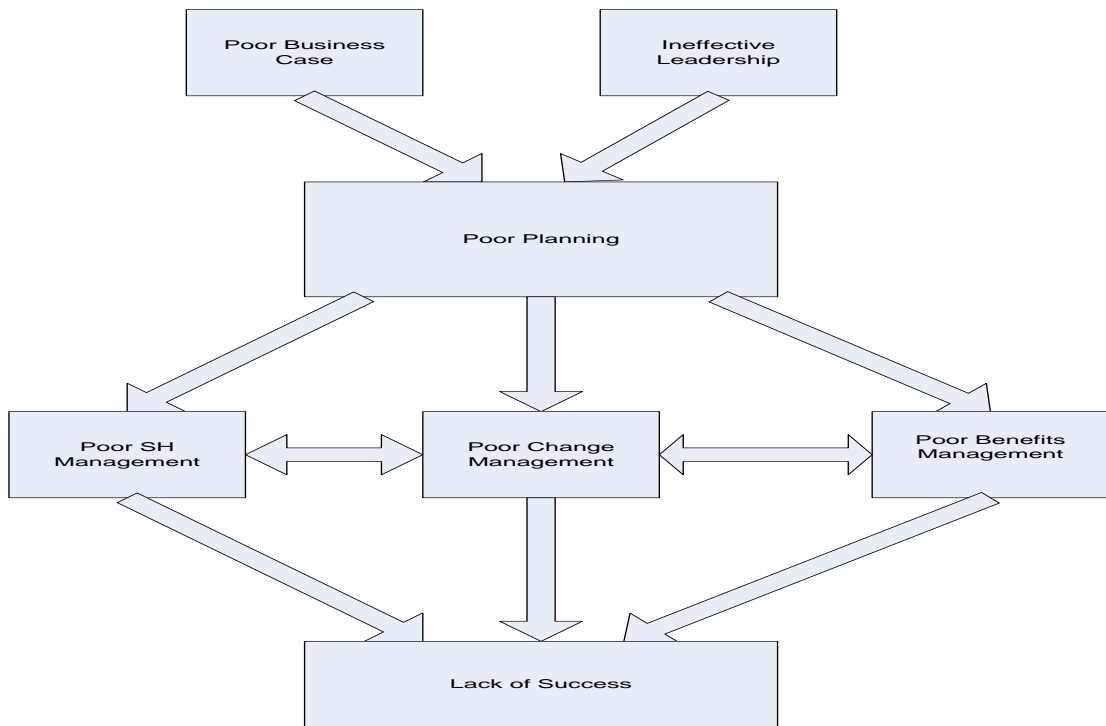 Poor Business
Case
Ineffective
Leadership
Poor Planning
Poor SH
Management
Poor Change
Management
Poor Benefits
Management
Lack of Success